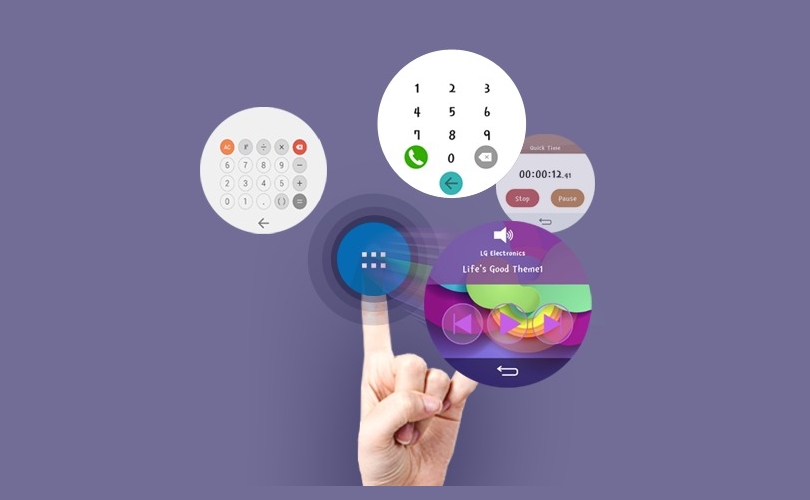 1 2 3
4 5 6
7 8 9
0
AC ÷ × 
6 7 8 9 −
2 3 4 5 +
0 1 . ( ) =
Quick Time
00:00:12.41
Stop Pause
LG Electronics
Life's Good Theme1